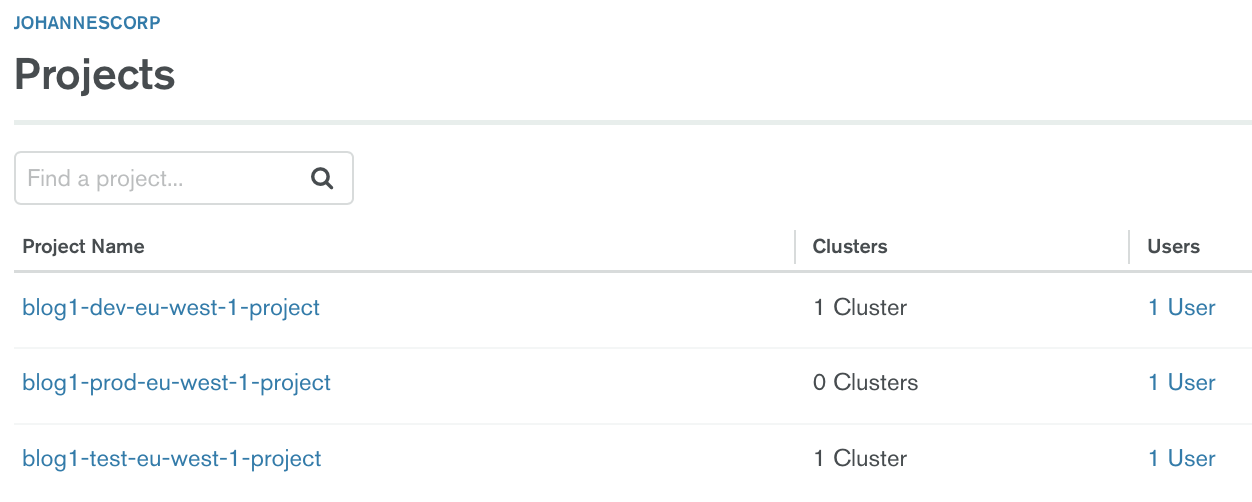 JOHANNESCORP
Projects
Find a project...
Project Name Clusters Users
blog1-dev-eu-west-1-project 1 Cluster 1 User
blog1-prod-eu-west-1-project 0 Clusters 1 User
blog1-test-eu-west-1-project 1 Cluster 1 User